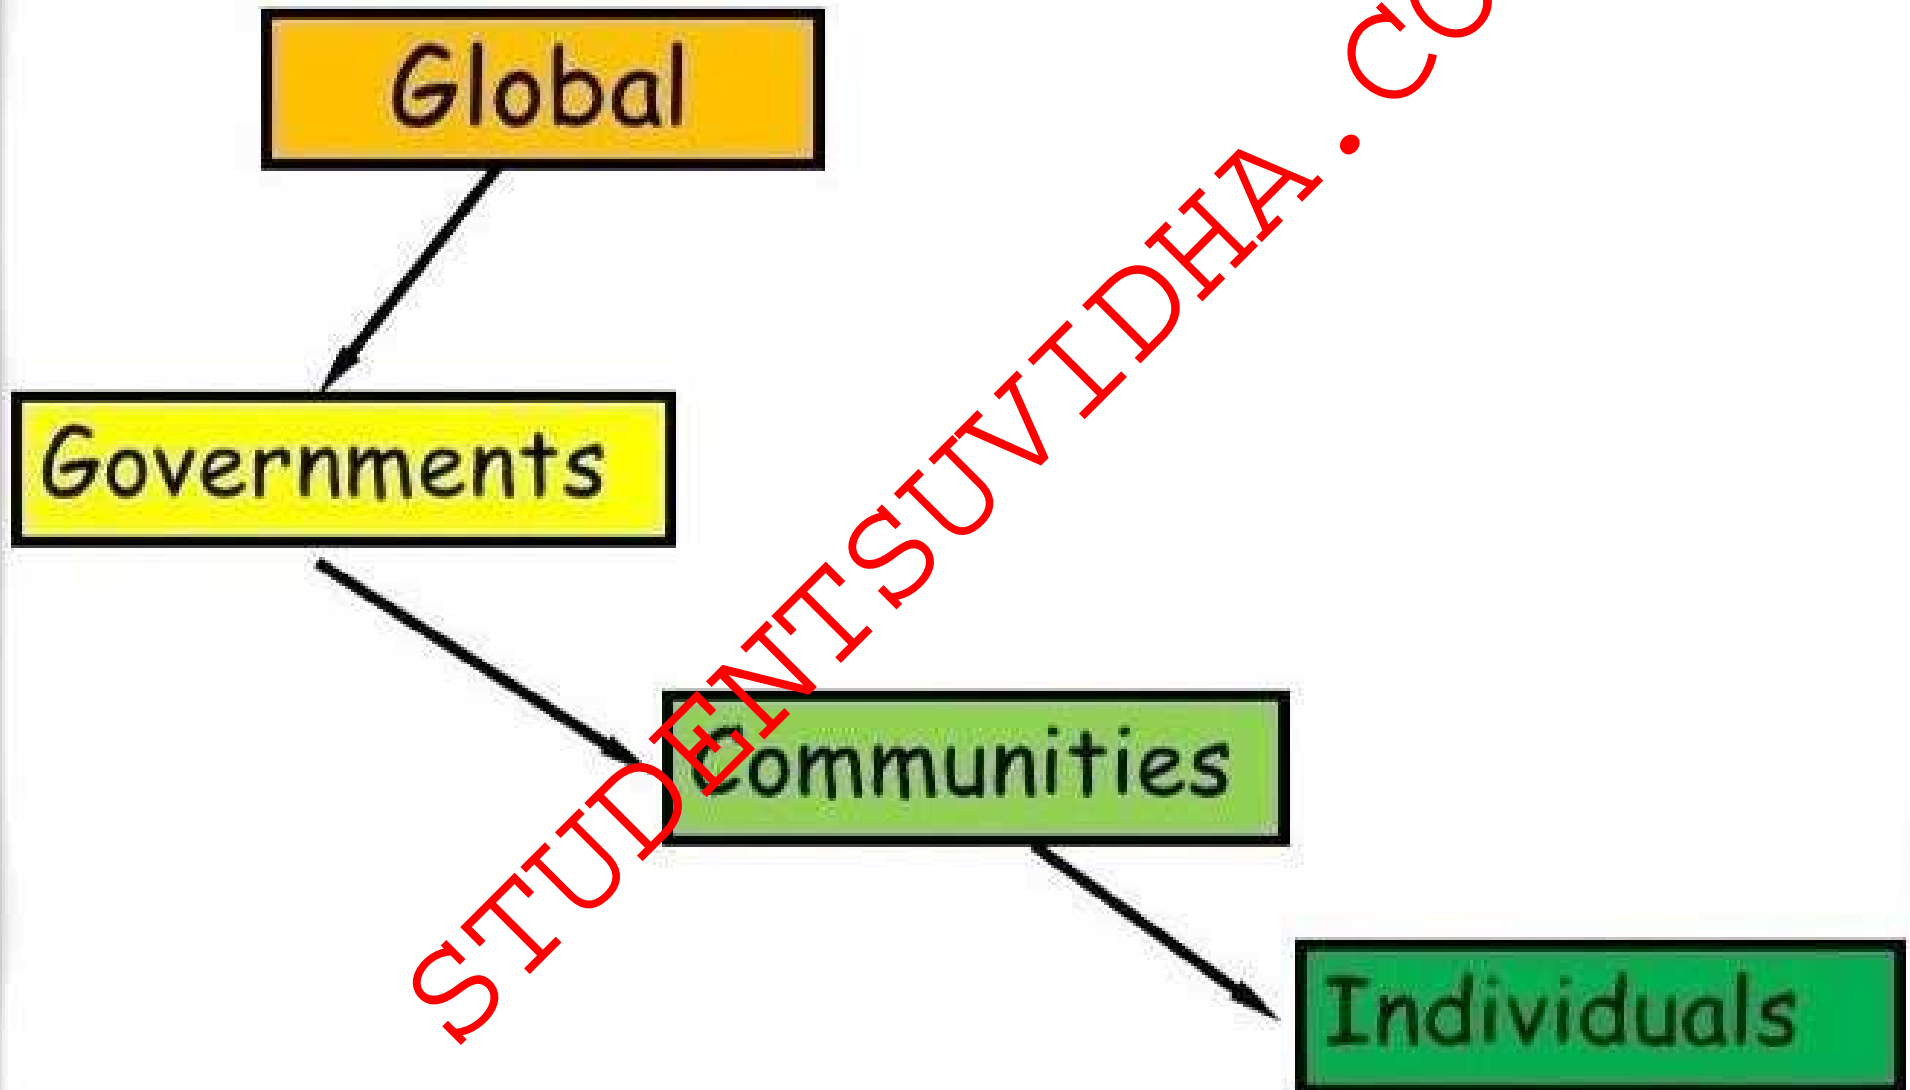 Global
Governments
Communities
Individuals
STUDENTSUVIDHA.CO